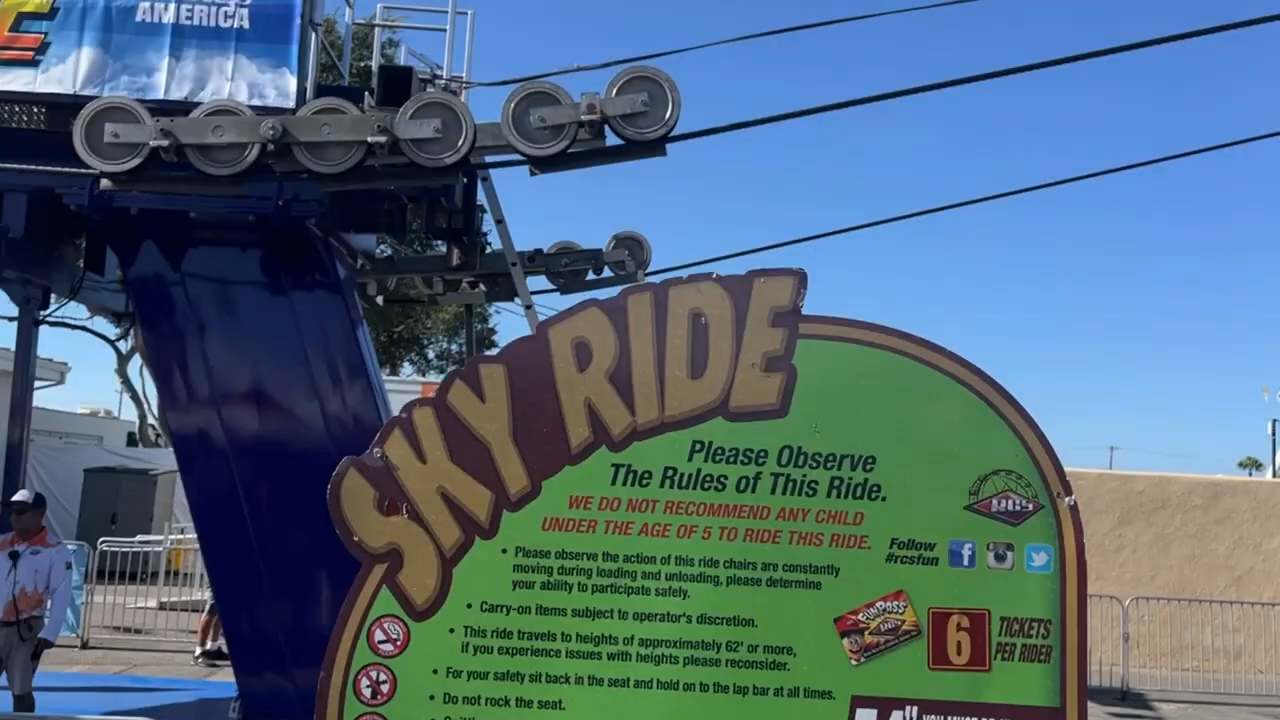 AMERICA
SKY RIDE
Please Observe
The Rules of This Ride.
WE DO NOT RECOMMEND ANY CHILD
UNDER THE AGE OF 5 TO RIDE THIS RIDE.
RCS
Follow
#rcsfun
• Please observe the action of this ride chairs are constantly
moving during loading and unloading, please determine
your ability to participate safely.
• Carry-on items subject to operator's discretion.
• This ride travels to heights of approximately 62' or more,
if you experience issues with heights please reconsider.
• For your safety sit back in the seat and hold on to the lap bar at all times.
• Do not rock the seat.
FUNPASS
6
TICKETS
PER RIDER